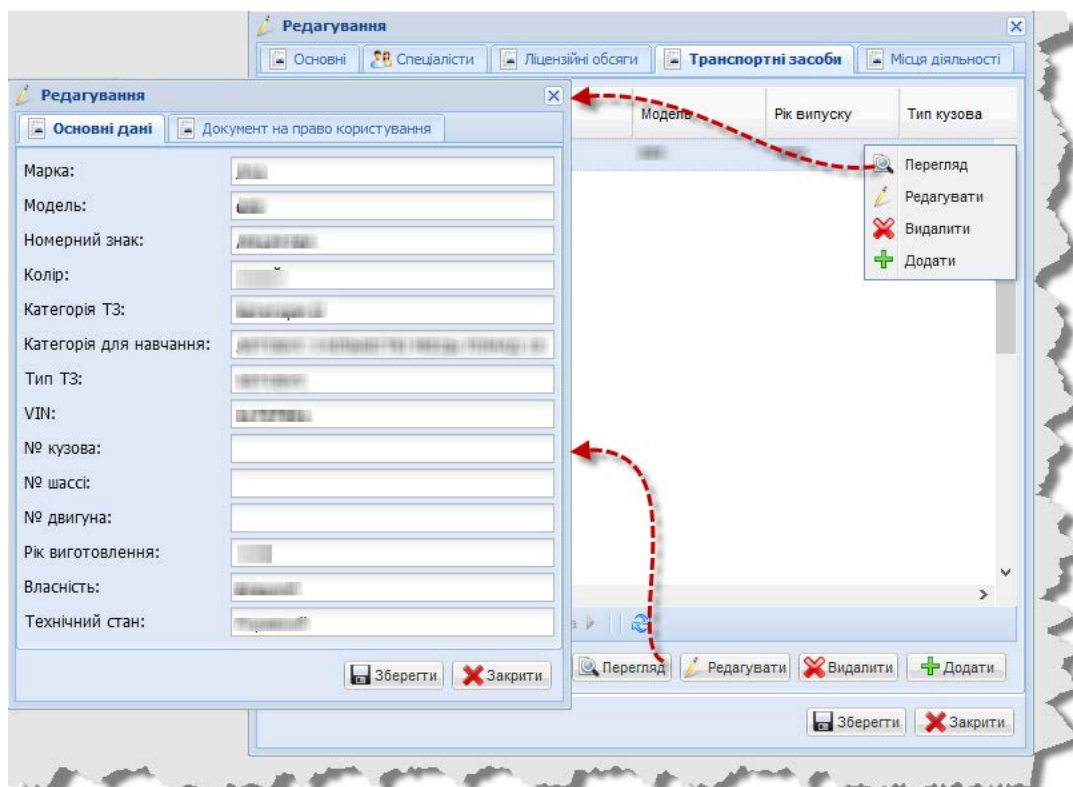 Редагування
Основні Спеціалісти Ліцензійні обсяги Транспортні засоби Місця діяльності
Модель Рік випуску Тип кузова
Перегляд
Редагувати
Видалити
Додати
Редагування
Основні дані Документ на право користування
Марка:
Модель:
Номерний знак:
Колір:
Категорія ТЗ:
Категорія для навчання:
Тип ТЗ:
VIN:
№ кузова:
№ шассі:
№ двигуна:
Рік виготовлення:
Власність:
Технічний стан:
Зберегти Закрити
Перегляд Редагувати Видалити Додати
Зберегти Закрити